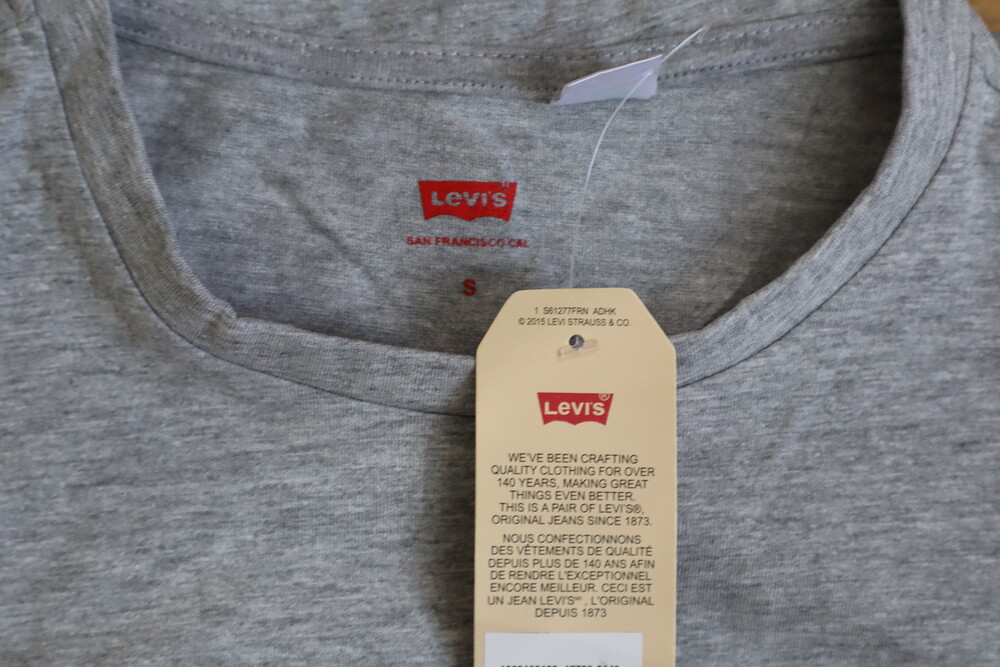 LEVI'S
SAN FRANCISCO CAL
S
1 S61277FRN ADHK
© 2015 LEVI STRAUSS & CO.
LEVI'S®
WE'VE BEEN CRAFTING
QUALITY CLOTHING FOR OVER
140 YEARS, MAKING GREAT
THINGS EVEN BETTER.
THIS IS A PAIR OF LEVI'S®,
ORIGINAL JEANS SINCE 1873.
NOUS CONFECTIONNONS
DES VÊTEMENTS DE QUALITÉ
DEPUIS PLUS DE 140 ANS AFIN
DE RENDRE L'EXCEPTIONNEL
ENCORE MEILLEUR. CECI EST
UN JEAN LEVI'S, L'ORIGINAL
DEPUIS 1873